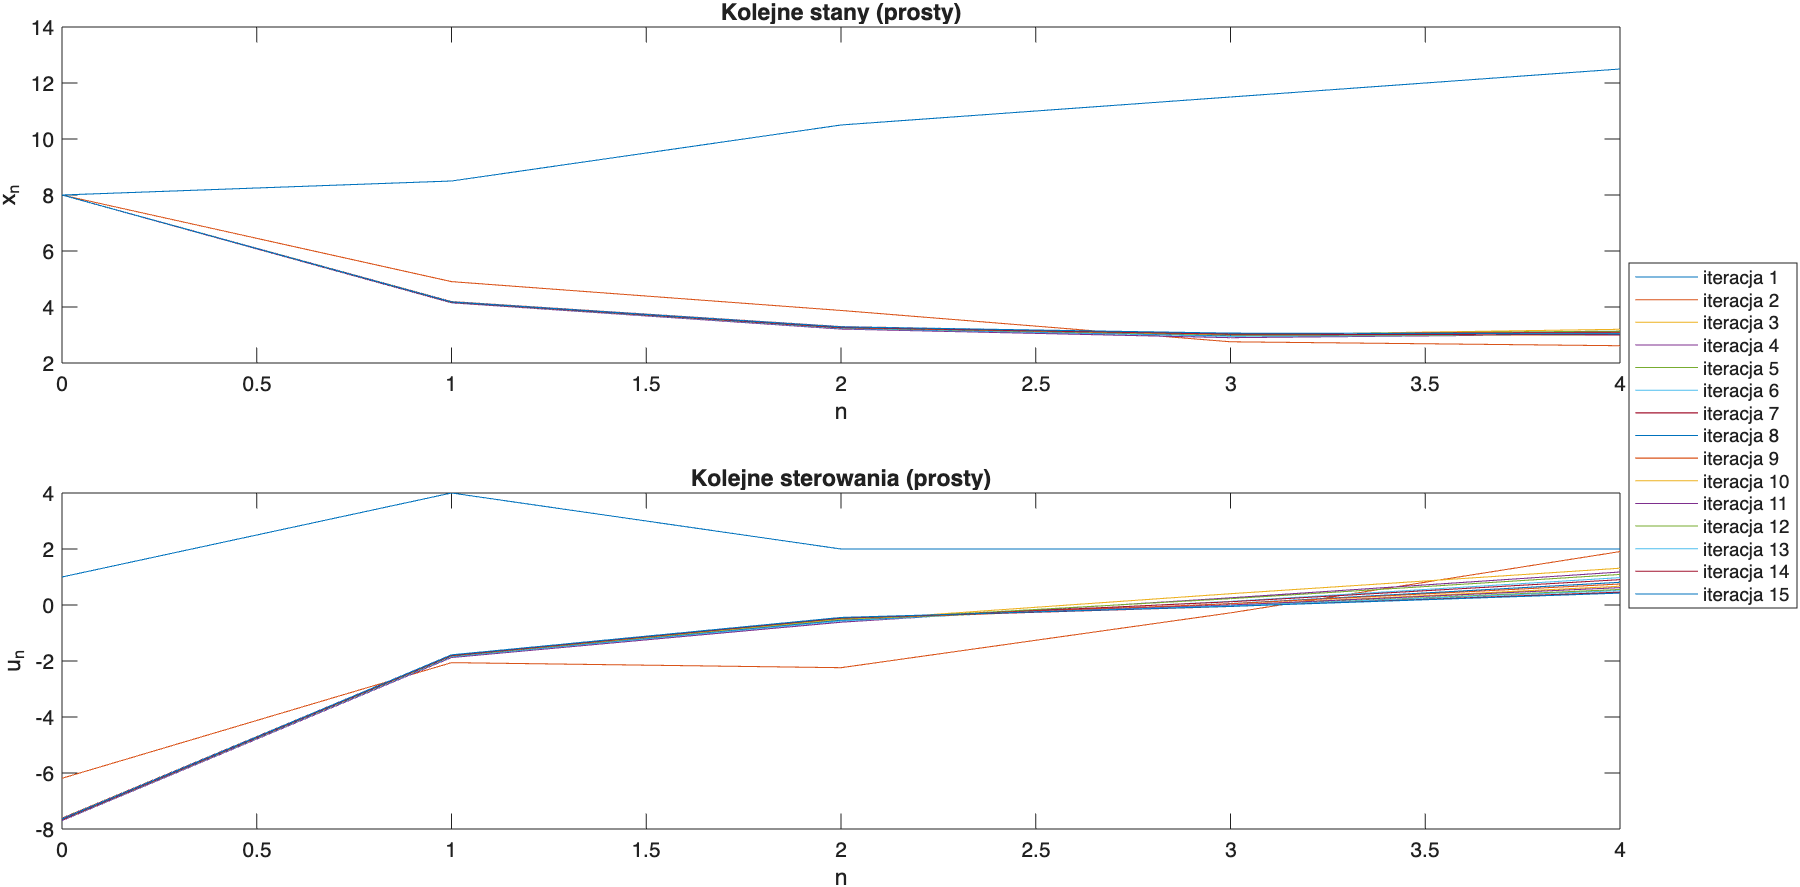 Kolejne stany (prosty)
14
12
10
8
6
4
2
xn
0 0.5 1 1.5 2 2.5 3 3.5 4
n
Kolejne sterowania (prosty)
4
2
0
-2
-4
-6
-8
un
0 0.5 1 1.5 2 2.5 3 3.5 4
n
iteracja 1
iteracja 2
iteracja 3
iteracja 4
iteracja 5
iteracja 6
iteracja 7
iteracja 8
iteracja 9
iteracja 10
iteracja 11
iteracja 12
iteracja 13
iteracja 14
iteracja 15